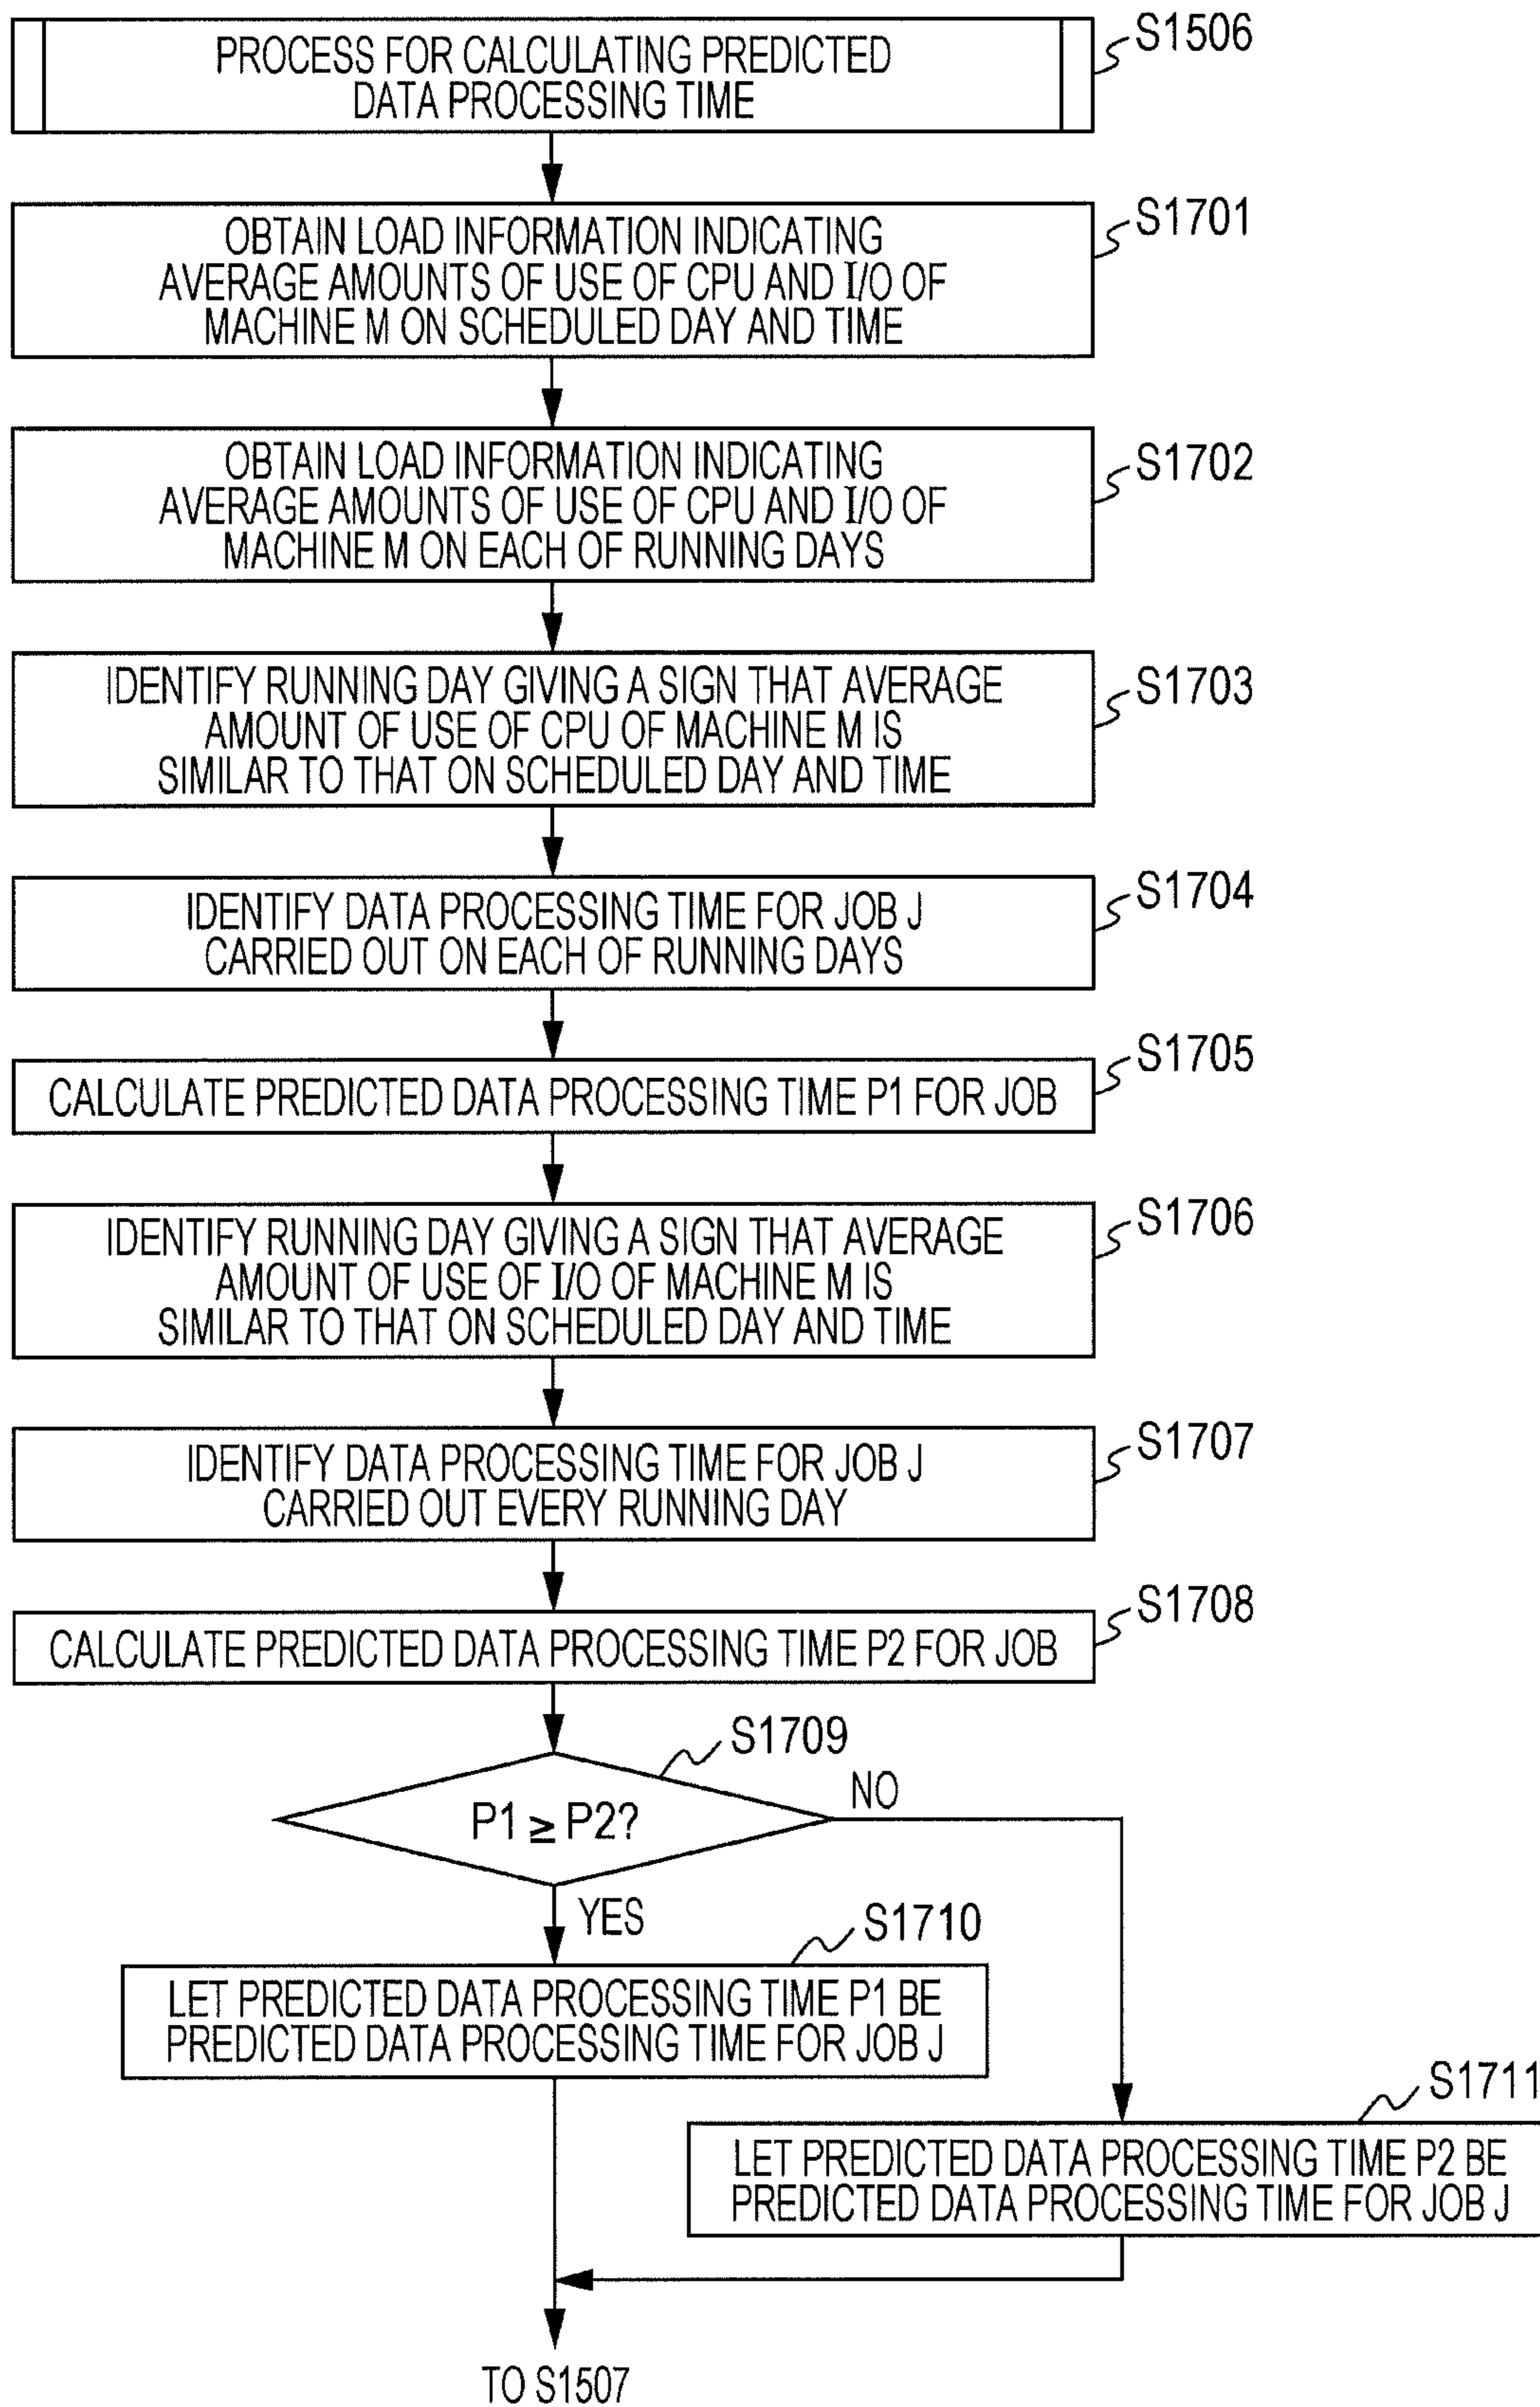 PROCESS FOR CALCULATING PREDICTED
DATA PROCESSING TIME
S1506
OBTAIN LOAD INFORMATION INDICATING
AVERAGE AMOUNTS OF USE OF CPU AND I/O OF
MACHINE M ON SCHEDULED DAY AND TIME
S1701
OBTAIN LOAD INFORMATION INDICATING
AVERAGE AMOUNTS OF USE OF CPU AND I/O OF
MACHINE M ON EACH OF RUNNING DAYS
S1702
IDENTIFY RUNNING DAY GIVING A SIGN THAT AVERAGE
AMOUNT OF USE OF CPU OF MACHINE M IS
SIMILAR TO THAT ON SCHEDULED DAY AND TIME
S1703
IDENTIFY DATA PROCESSING TIME FOR JOB J
CARRIED OUT ON EACH OF RUNNING DAYS
S1704
CALCULATE PREDICTED DATA PROCESSING TIME P1 FOR JOB
S1705
IDENTIFY RUNNING DAY GIVING A SIGN THAT AVERAGE
AMOUNT OF USE OF I/O OF MACHINE M IS
SIMILAR TO THAT ON SCHEDULED DAY AND TIME
S1706
IDENTIFY DATA PROCESSING TIME FOR JOB J
CARRIED OUT EVERY RUNNING DAY
S1707
CALCULATE PREDICTED DATA PROCESSING TIME P2 FOR JOB
S1708
S1709
P1 ≧ P2?
NO
YES
S1710
LET PREDICTED DATA PROCESSING TIME P1 BE
PREDICTED DATA PROCESSING TIME FOR JOB J
S1711
LET PREDICTED DATA PROCESSING TIME P2 BE
PREDICTED DATA PROCESSING TIME FOR JOB J
TO S1507